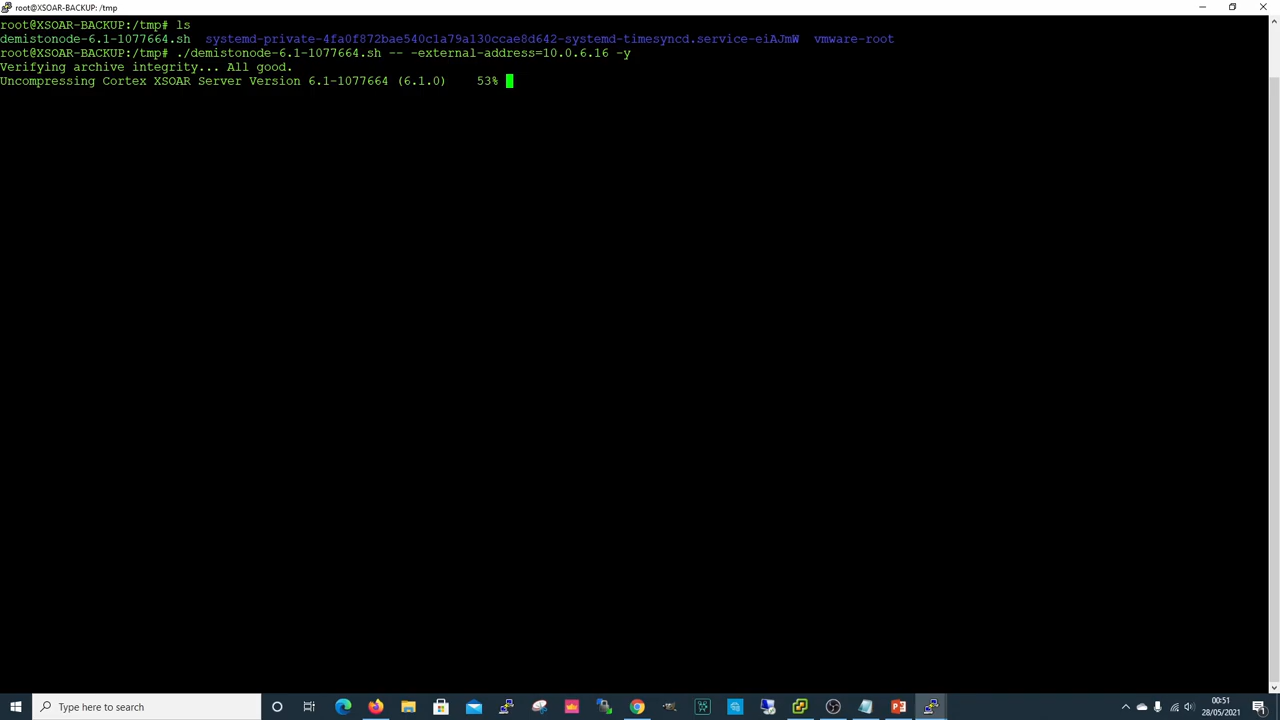 root@XSOAR-BACKUP: /tmp
root@XSOAR-BACKUP:/tmp# ls
demistonode-6.1-1077664.sh  systemd-private-4fa0f872bae540c1a79a130ccae8d642-systemd-timesyncd.service-eiAJmW  vmware-root
root@XSOAR-BACKUP:/tmp# ./demistonode-6.1-1077664.sh -- -external-address=10.0.6.16 -y
Verifying archive integrity... All good.
Uncompressing Cortex XSOAR Server Version 6.1-1077664 (6.1.0)    53%
Type here to search
00:51
28/05/2021